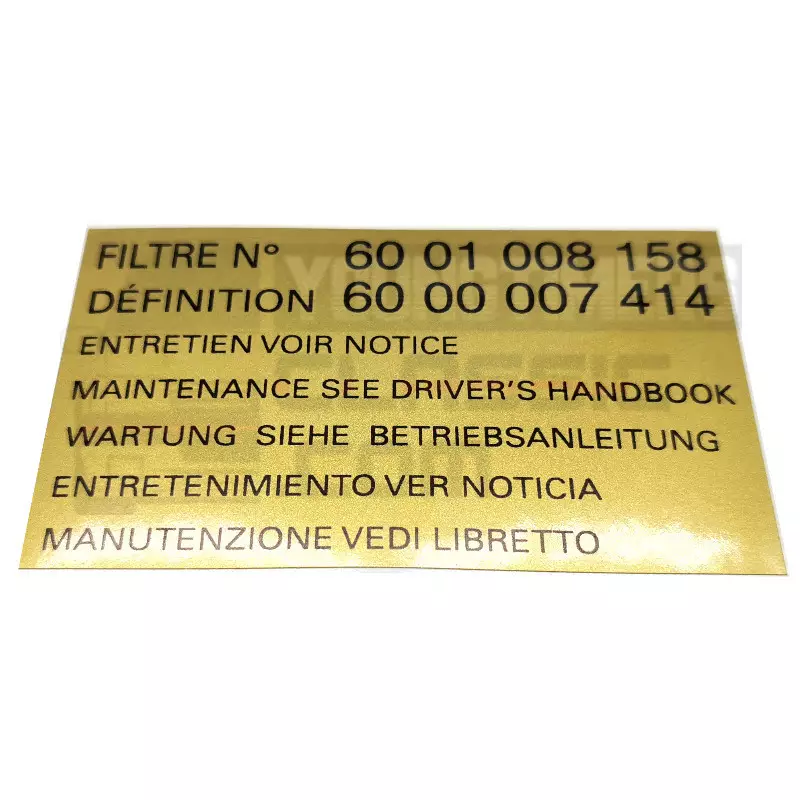 FILTRE Nº 60 01 008 158
DÉFINITION 60 00 007 414
ENTRETIEN VOIR NOTICE
MAINTENANCE SEE DRIVER'S HANDBOOK
WARTUNG SIEHE BETRIEBSANLEITUNG
ENTRETENIMIENTO VER NOTICIA
MANUTENZIONE VEDI LIBRETTO